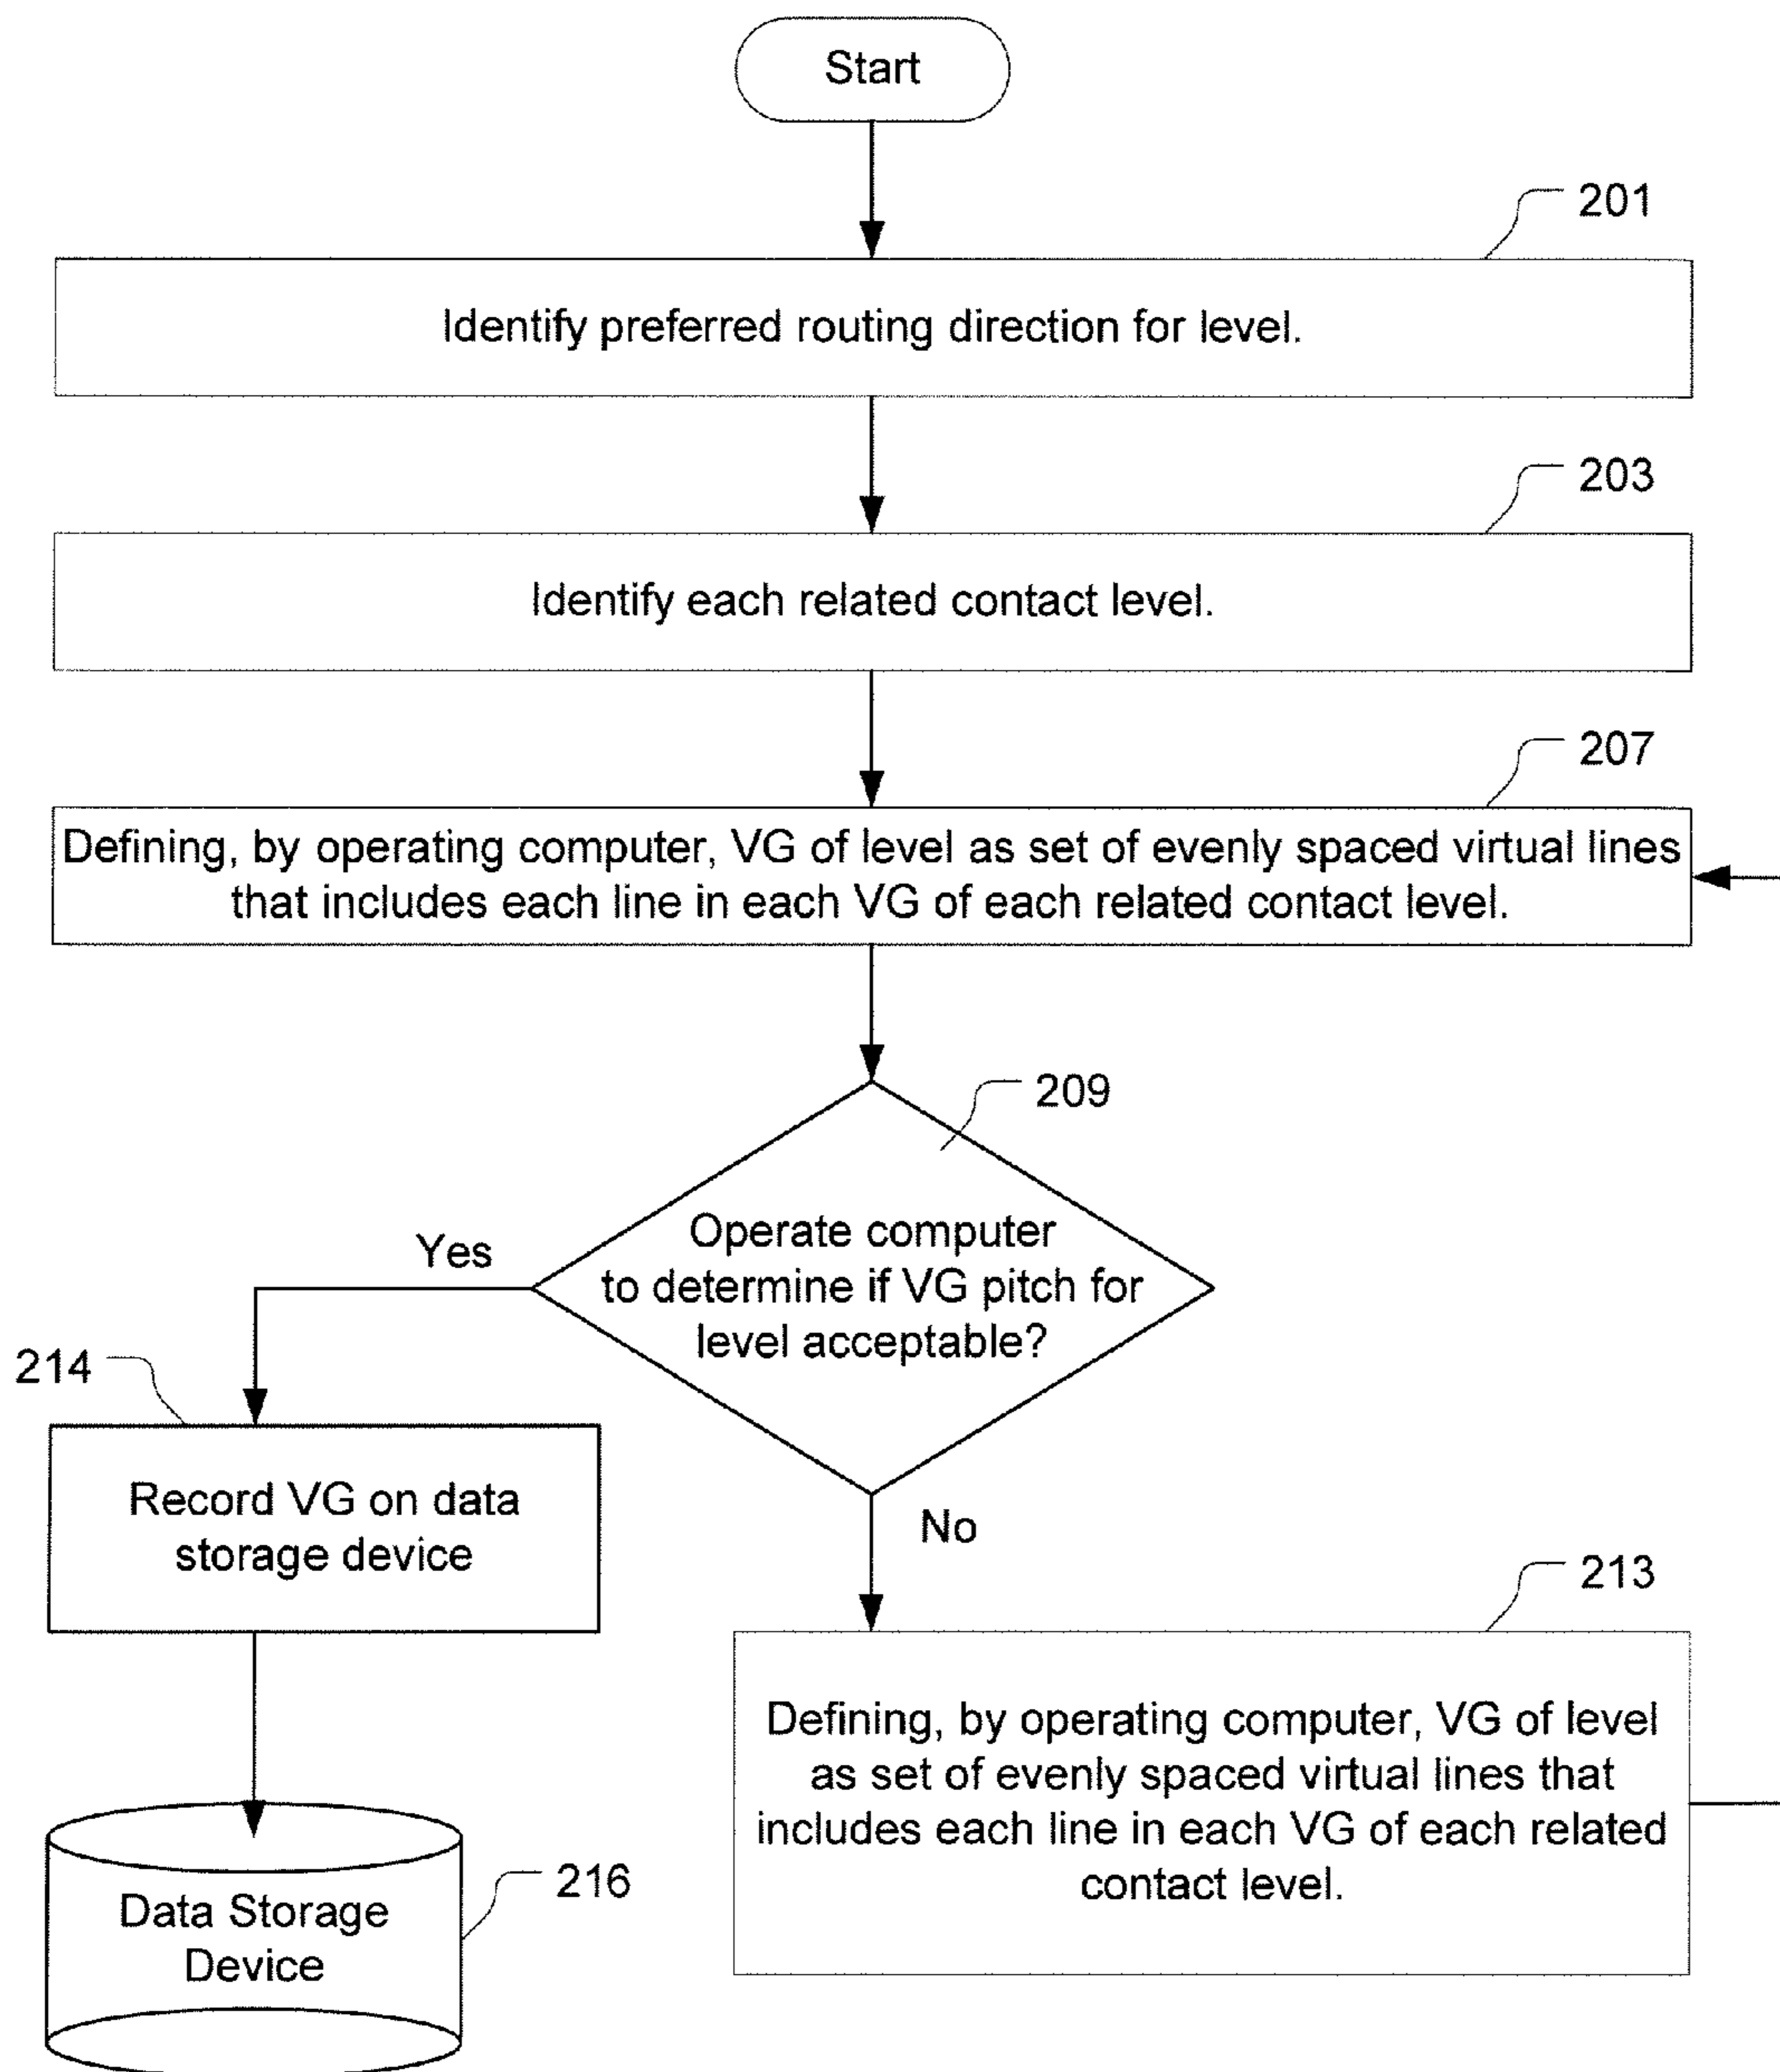 Start
201
Identify preferred routing direction for level.
203
Identify each related contact level.
207
Defining, by operating computer, VG of level as set of evenly spaced virtual lines
that includes each line in each VG of each related contact level.
209
Operate computer
to determine if VG pitch for
level acceptable?
Yes
214
Record VG on data
storage device
No
213
Defining, by operating computer, VG of level
as set of evenly spaced virtual lines that
includes each line in each VG of each related
contact level.
216
Data Storage
Device